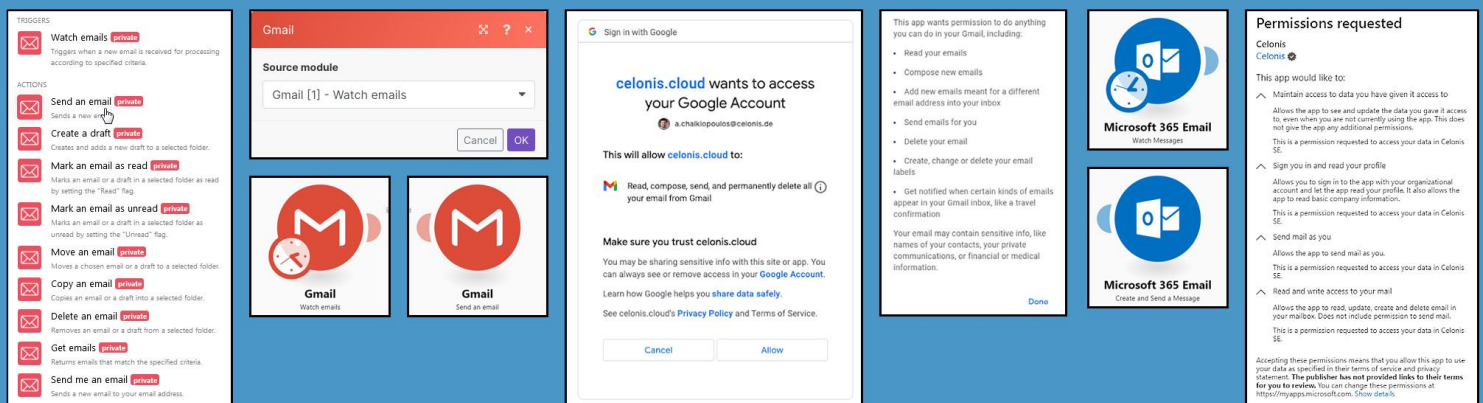 TRIGGERS
Watch emails private
Triggers when a new email is received for processing
according to specified criteria.
ACTIONS
Send an email private
Sends a new em
Create a draft private
Creates and adds a new draft to a selected folder.
Mark an email as read private
Marks an email or a draft in a selected folder as read
by setting the "Read" flag.
Mark an email as unread private
Marks an email or a draft in a selected folder as
unread by setting the "Unread" flag.
Move an email private
Moves a chosen email or a draft to a selected folder.
Copy an email private
Copies an email or a draft into a selected folder.
Delete an email private
Removes an email or a draft from a selected folder.
Get emails private
Returns emails that match the specified criteria.
Send me an email private
Sends a new email to your email address.
Gmail
Source module
Gmail [1] - Watch emails
Cancel OK
Gmail
Watch emails
Gmail
Send an email
Sign in with Google
celonis.cloud wants to access
your Google Account
a.chalkiopoulos@celonis.de
This will allow celonis.cloud to:
Read, compose, send, and permanently delete all
your email from Gmail
Make sure you trust celonis.cloud
You may be sharing sensitive info with this site or app. You
can always see or remove access in your Google Account.
Learn how Google helps you share data safely.
See celonis.cloud's Privacy Policy and Terms of Service.
Cancel Allow
This app wants permission to do anything
you can do in your Gmail, including:
• Read your emails
• Compose new emails
• Add new emails meant for a different
email address into your inbox
• Send emails for you
• Delete your email
• Create, change or delete your email
labels
• Get notified when certain kinds of emails
appear in your Gmail inbox, like a travel
confirmation
Your email may contain sensitive info, like
names of your contacts, your private
communications, or financial or medical
information.
Done
Microsoft 365 Email
Watch Messages
Microsoft 365 Email
Create and Send a Message
Permissions requested
Celonis
Celonis
This app would like to:
Maintain access to data you have given it access to
Allows the app to see and update the data you gave it access
to, even when you are not currently using the app. This does
not give the app any additional permissions.
This is a permission requested to access your data in Celonis
SE.
Sign you in and read your profile
Allows you to sign in to the app with your organizational
account and let the app read your profile. It also allows the
app to read basic company information.
This is a permission requested to access your data in Celonis
SE.
Send mail as you
Allows the app to send mail as you.
This is a permission requested to access your data in Celonis
SE.
Read and write access to your mail
Allows the app to read, update, create and delete email in
your mailbox. Does not include permission to send mail.
This is a permission requested to access your data in Celonis
SE.
Accepting these permissions means that you allow this app to use
your data as specified in their terms of service and privacy
statement. The publisher has not provided links to their terms
for you to review. You can change these permissions at
https://myapps.microsoft.com. Show details